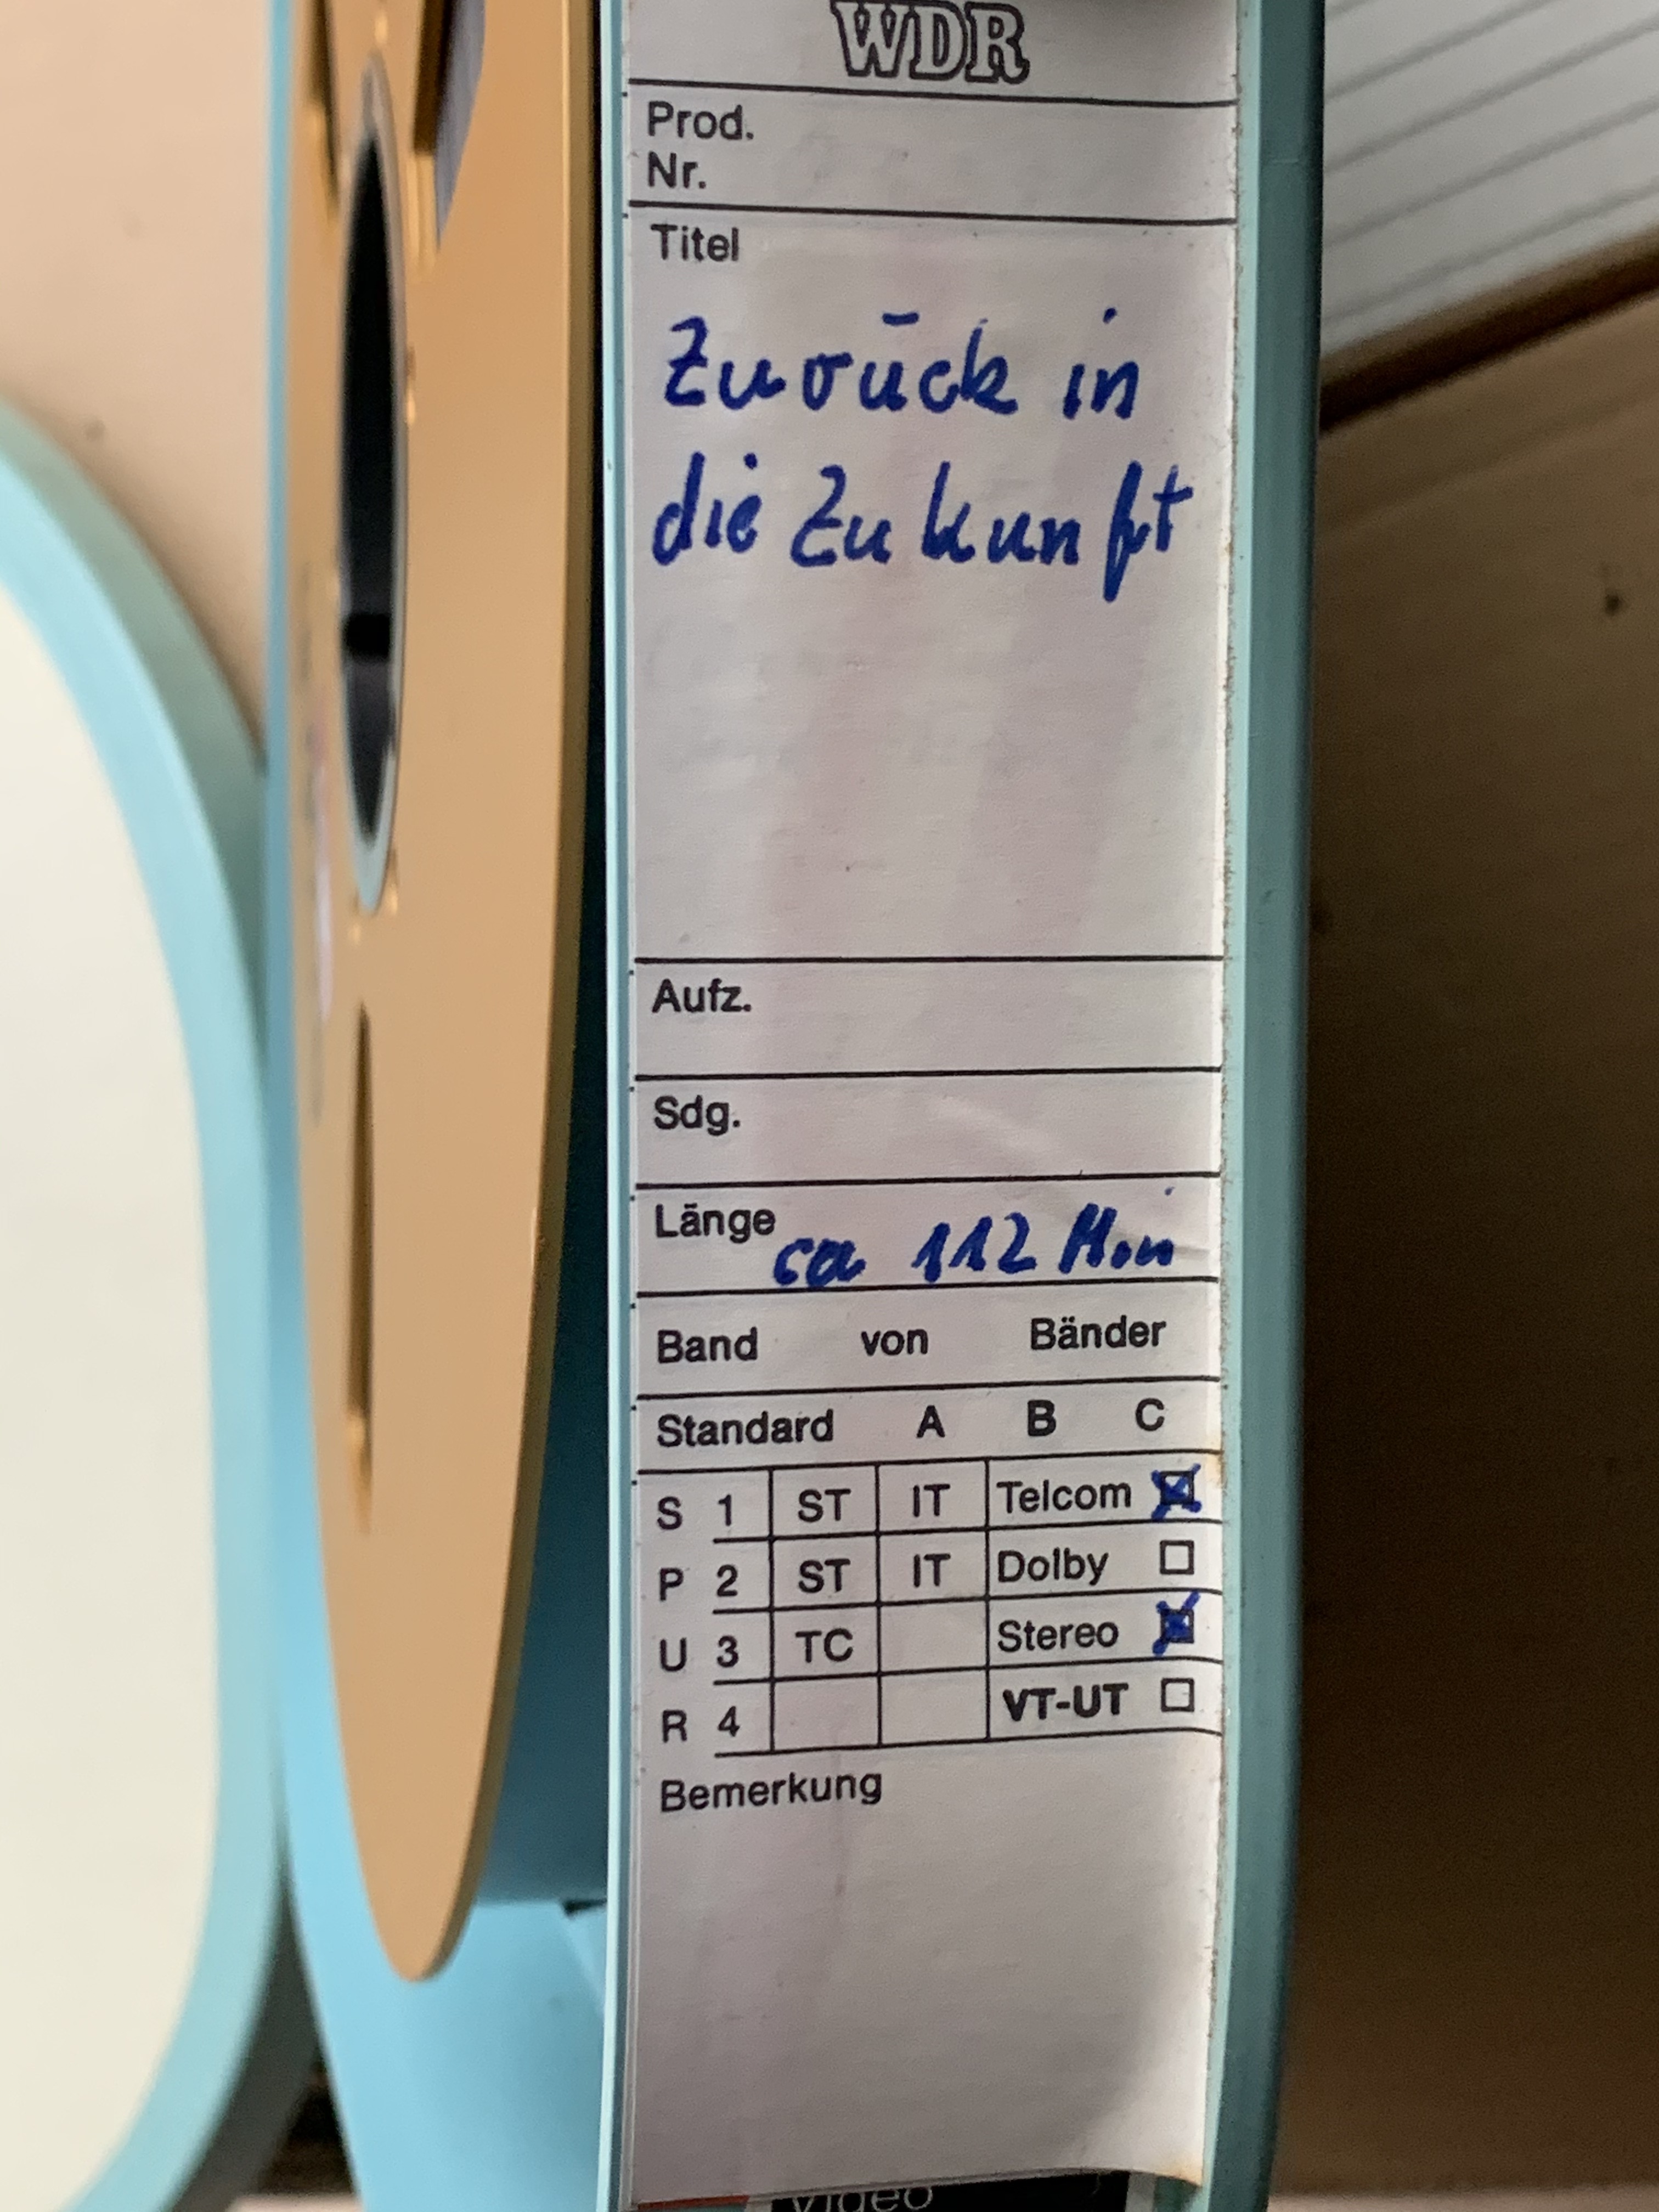 WDR
Prod.
Nr.
Titel
Zurück in
die Zukunft
Aufz.
Sdg.
Länge ca 112 Min
Band von Bänder
Standard A B C
S 1 ST IT Telcom
P 2 ST IT Dolby
U 3 TC Stereo
R 4 VT-UT
Bemerkung
video